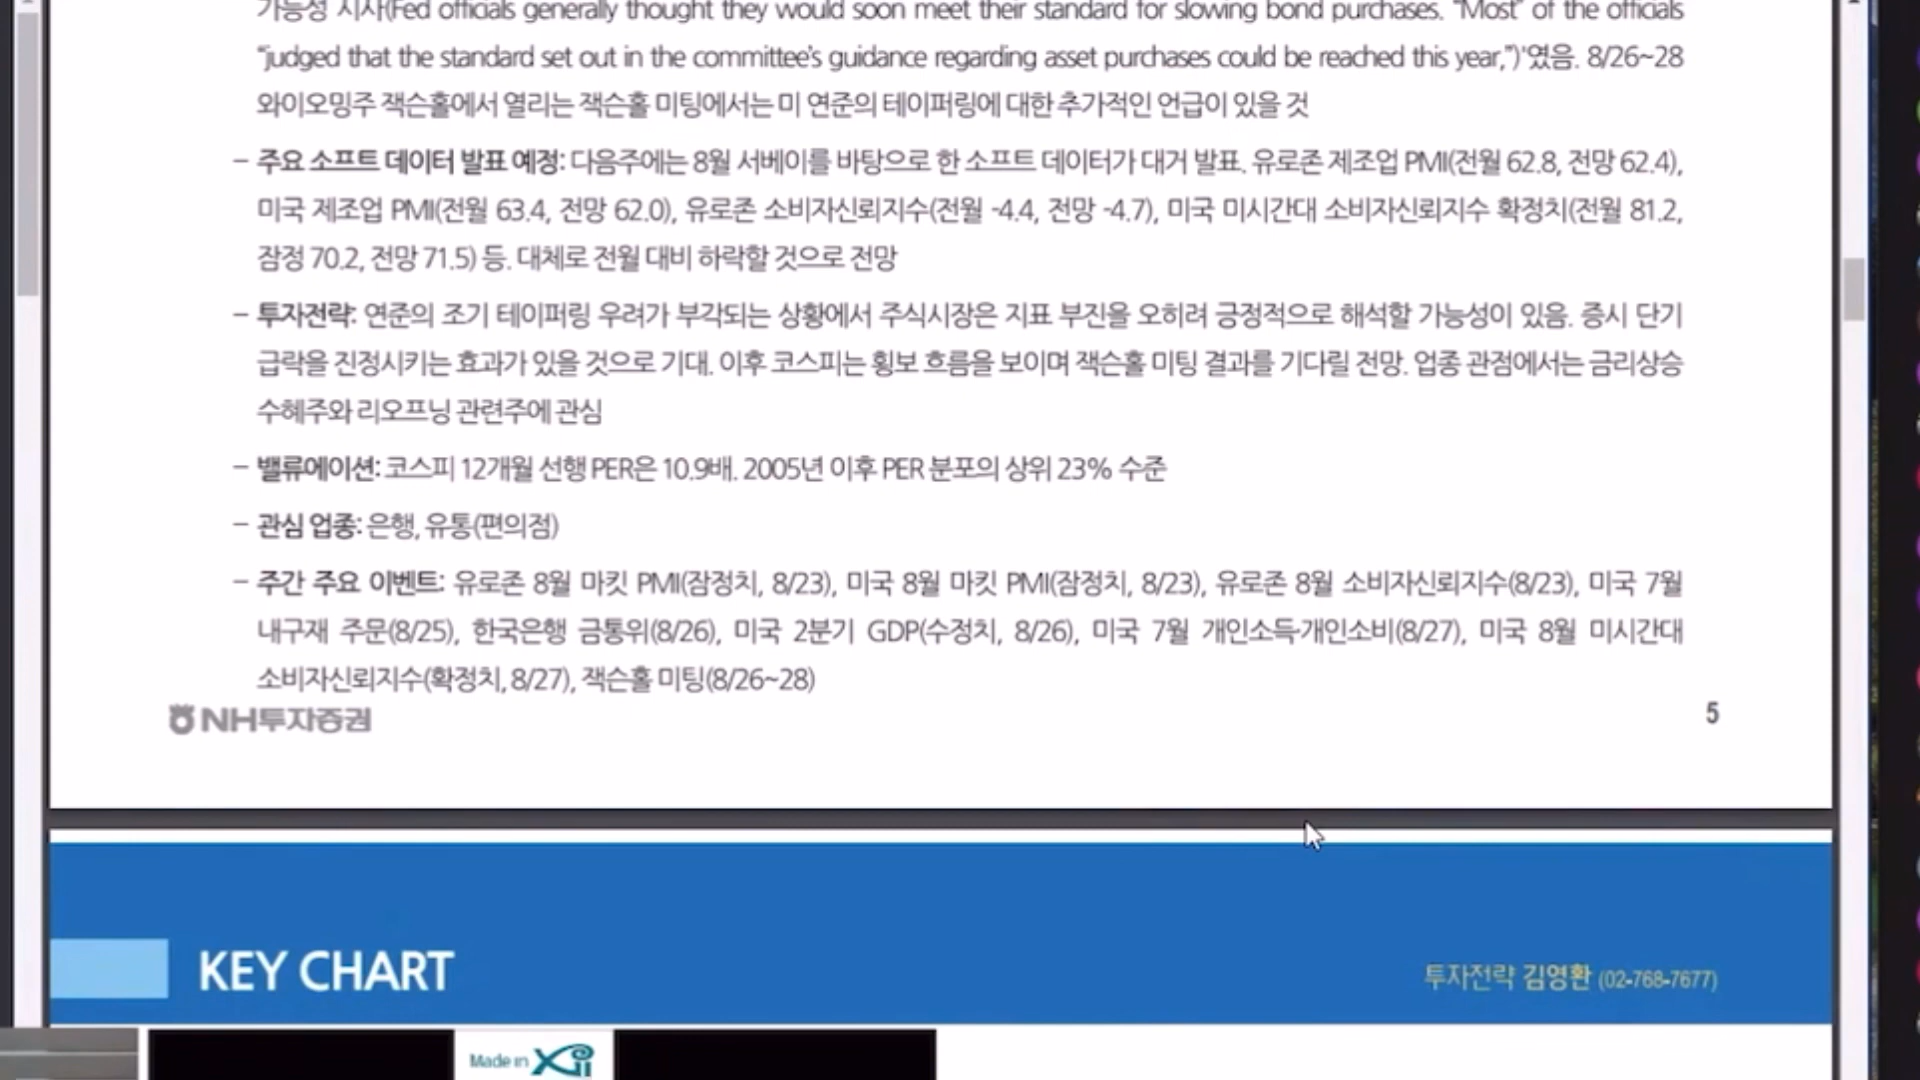 가능성 시사(Fed officials generally thought they would soon meet their standard for slowing bond purchases. “Most” of the officials
“judged that the standard set out in the committee’s guidance regarding asset purchases could be reached this year,”)’였음. 8/26~28
와이오밍주 잭슨홀에서 열리는 잭슨홀 미팅에서는 미 연준의 테이퍼링에 대한 추가적인 언급이 있을 것
– 주요 소프트 데이터 발표 예정: 다음주에는 8월 서베이를 바탕으로 한 소프트 데이터가 대거 발표. 유로존 제조업 PMI(전월 62.8, 전망 62.4),
미국 제조업 PMI(전월 63.4, 전망 62.0), 유로존 소비자신뢰지수(전월 -4.4, 전망 -4.7), 미국 미시간대 소비자신뢰지수 확정치(전월 81.2,
잠정 70.2, 전망 71.5) 등. 대체로 전월 대비 하락할 것으로 전망
– 투자전략: 연준의 조기 테이퍼링 우려가 부각되는 상황에서 주식시장은 지표 부진을 오히려 긍정적으로 해석할 가능성이 있음. 증시 단기
급락을 진정시키는 효과가 있을 것으로 기대. 이후 코스피는 횡보 흐름을 보이며 잭슨홀 미팅 결과를 기다릴 전망. 업종 관점에서는 금리상승
수혜주와 리오프닝 관련주에 관심
– 밸류에이션: 코스피 12개월 선행 PER은 10.9배. 2005년 이후 PER 분포의 상위 23% 수준
– 관심 업종: 은행, 유통(편의점)
– 주간 주요 이벤트: 유로존 8월 마킷 PMI(잠정치, 8/23), 미국 8월 마킷 PMI(잠정치, 8/23), 유로존 8월 소비자신뢰지수(8/23), 미국 7월
내구재 주문(8/25), 한국은행 금통위(8/26), 미국 2분기 GDP(수정치, 8/26), 미국 7월 개인소득·개인소비(8/27), 미국 8월 미시간대
소비자신뢰지수(확정치, 8/27), 잭슨홀 미팅(8/26~28)
NH투자증권
5
KEY CHART
투자전략 김영환 (02-768-7677)
Made in Xii